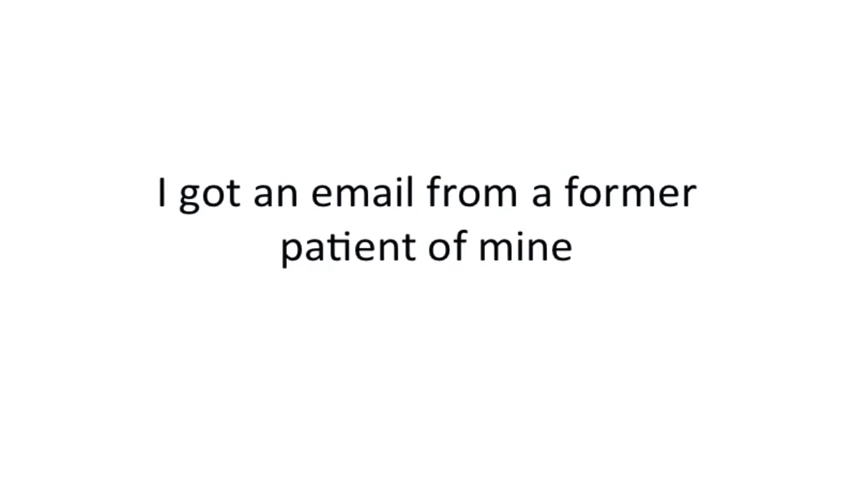 I got an email from a former
patient of mine